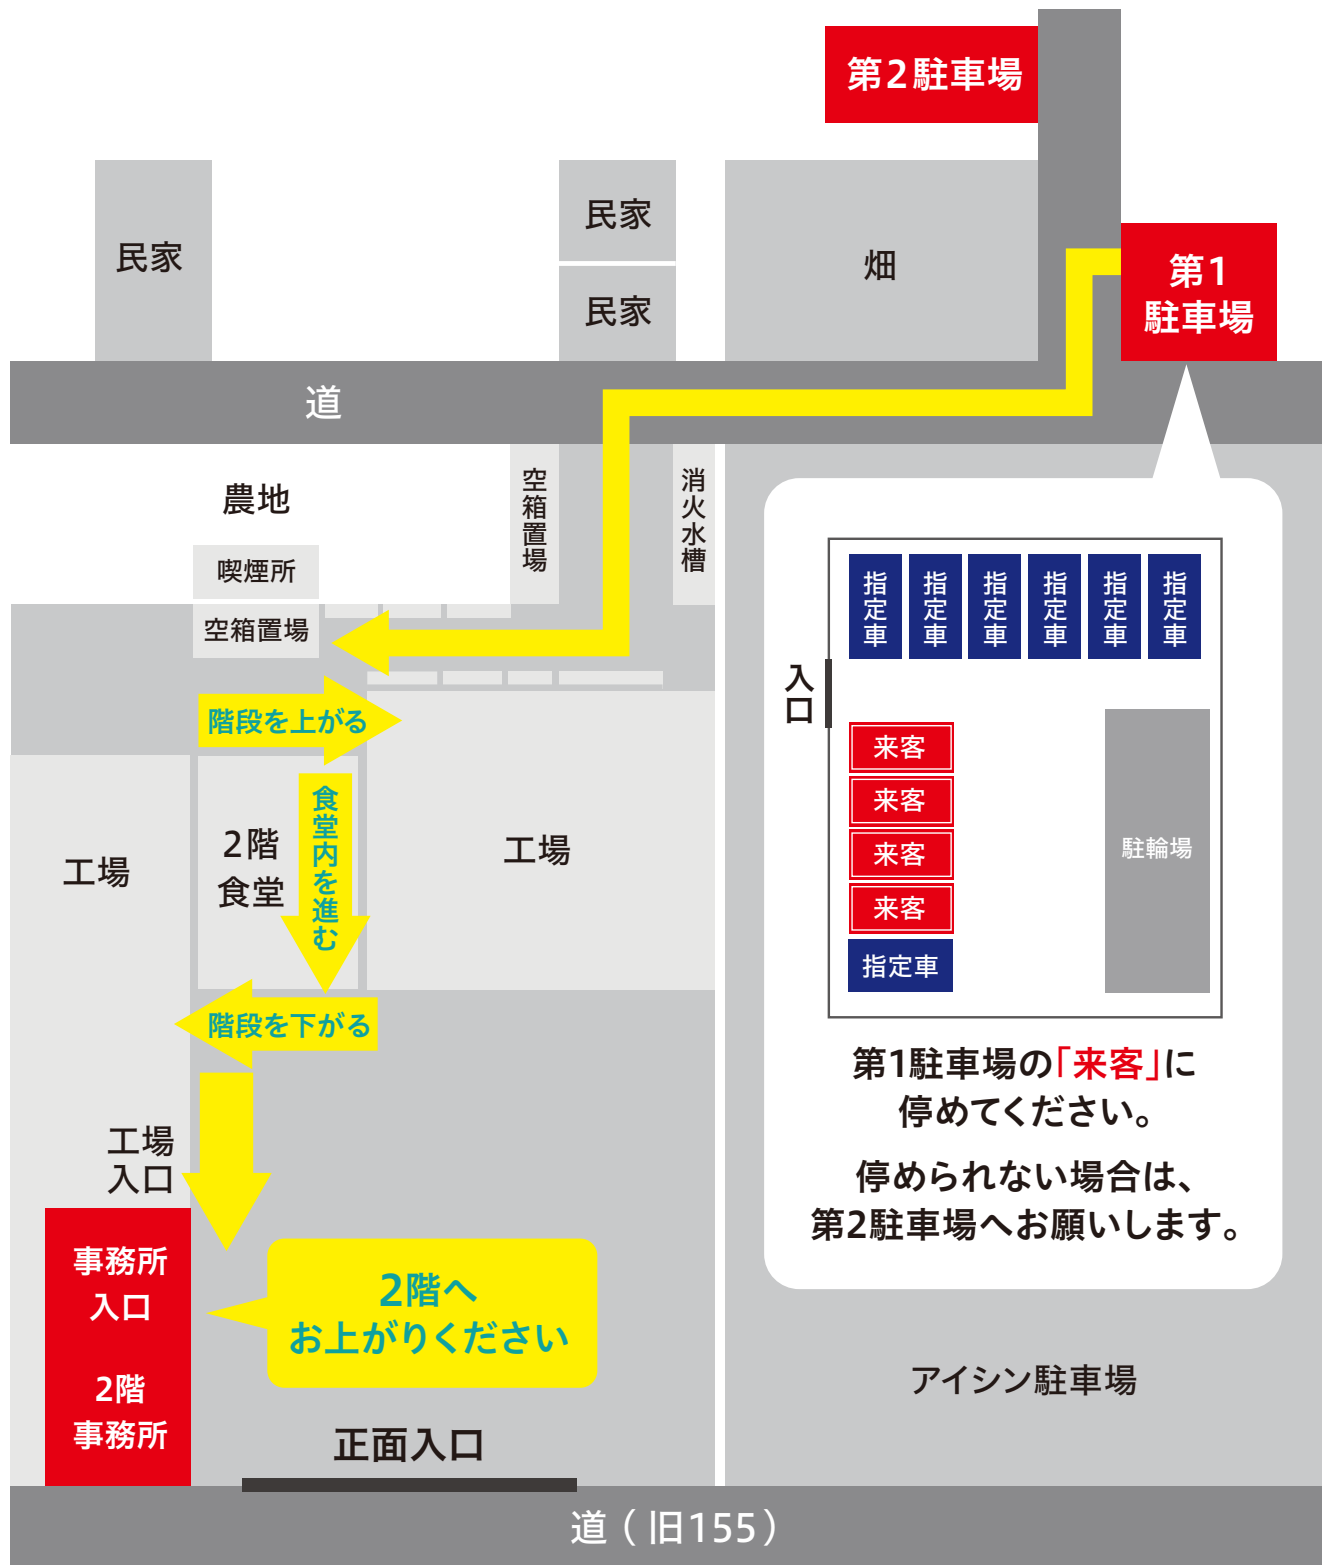 第2駐車場
民家
民家
民家
畑
第1
駐車場
道
農地
空箱置場
消火水槽
喫煙所
空箱置場
階段を上がる
食堂内を進む
2階
食堂
工場
工場
階段を下がる
工場
入口
事務所
入口
2階
事務所
2階へ
お上がりください
正面入口
道（旧155）
指定車
指定車
指定車
指定車
指定車
指定車
入口
来客
来客
来客
来客
指定車
駐輪場
第1駐車場の「来客」に
停めてください。
停められない場合は、
第2駐車場へお願いします。
アイシン駐車場